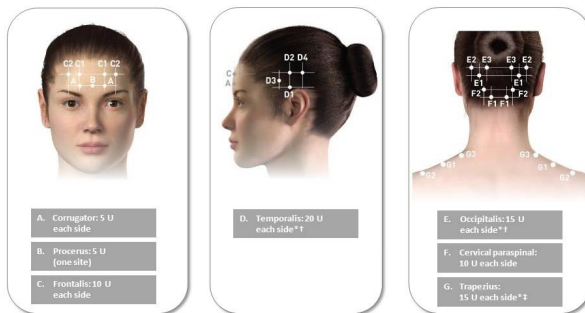 C2 C1 C1 C2
A B A
A. Corrugator: 5 U
each side
B. Procerus: 5 U
(one site)
C. Frontalis: 10 U
each side
D2 D4
C
D3
A
D1
D. Temporalis: 20 U
each side*†
E2 E3 E3 E2
E1 E1
F2 F2
F1 F1
G3 G3
G1 G1
G2 G2
E. Occipitalis: 15 U
each side*†
F. Cervical paraspinal:
10 U each side
G. Trapezius:
15 U each side*‡